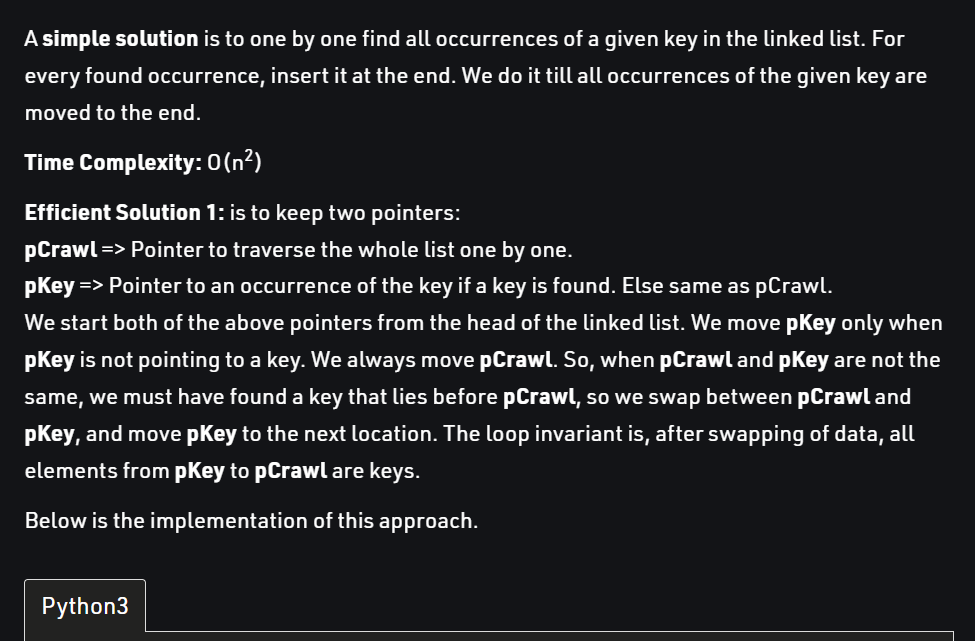 A simple solution is to one by one find all occurrences of a given key in the linked list. For
every found occurrence, insert it at the end. We do it till all occurrences of the given key are
moved to the end.
Time Complexity: O(n²)
Efficient Solution 1: is to keep two pointers:
pCrawl => Pointer to traverse the whole list one by one.
pKey => Pointer to an occurrence of the key if a key is found. Else same as pCrawl.
We start both of the above pointers from the head of the linked list. We move pKey only when
pKey is not pointing to a key. We always move pCrawl. So, when pCrawl and pKey are not the
same, we must have found a key that lies before pCrawl, so we swap between pCrawl and
pKey, and move pKey to the next location. The loop invariant is, after swapping of data, all
elements from pKey to pCrawl are keys.
Below is the implementation of this approach.
Python3